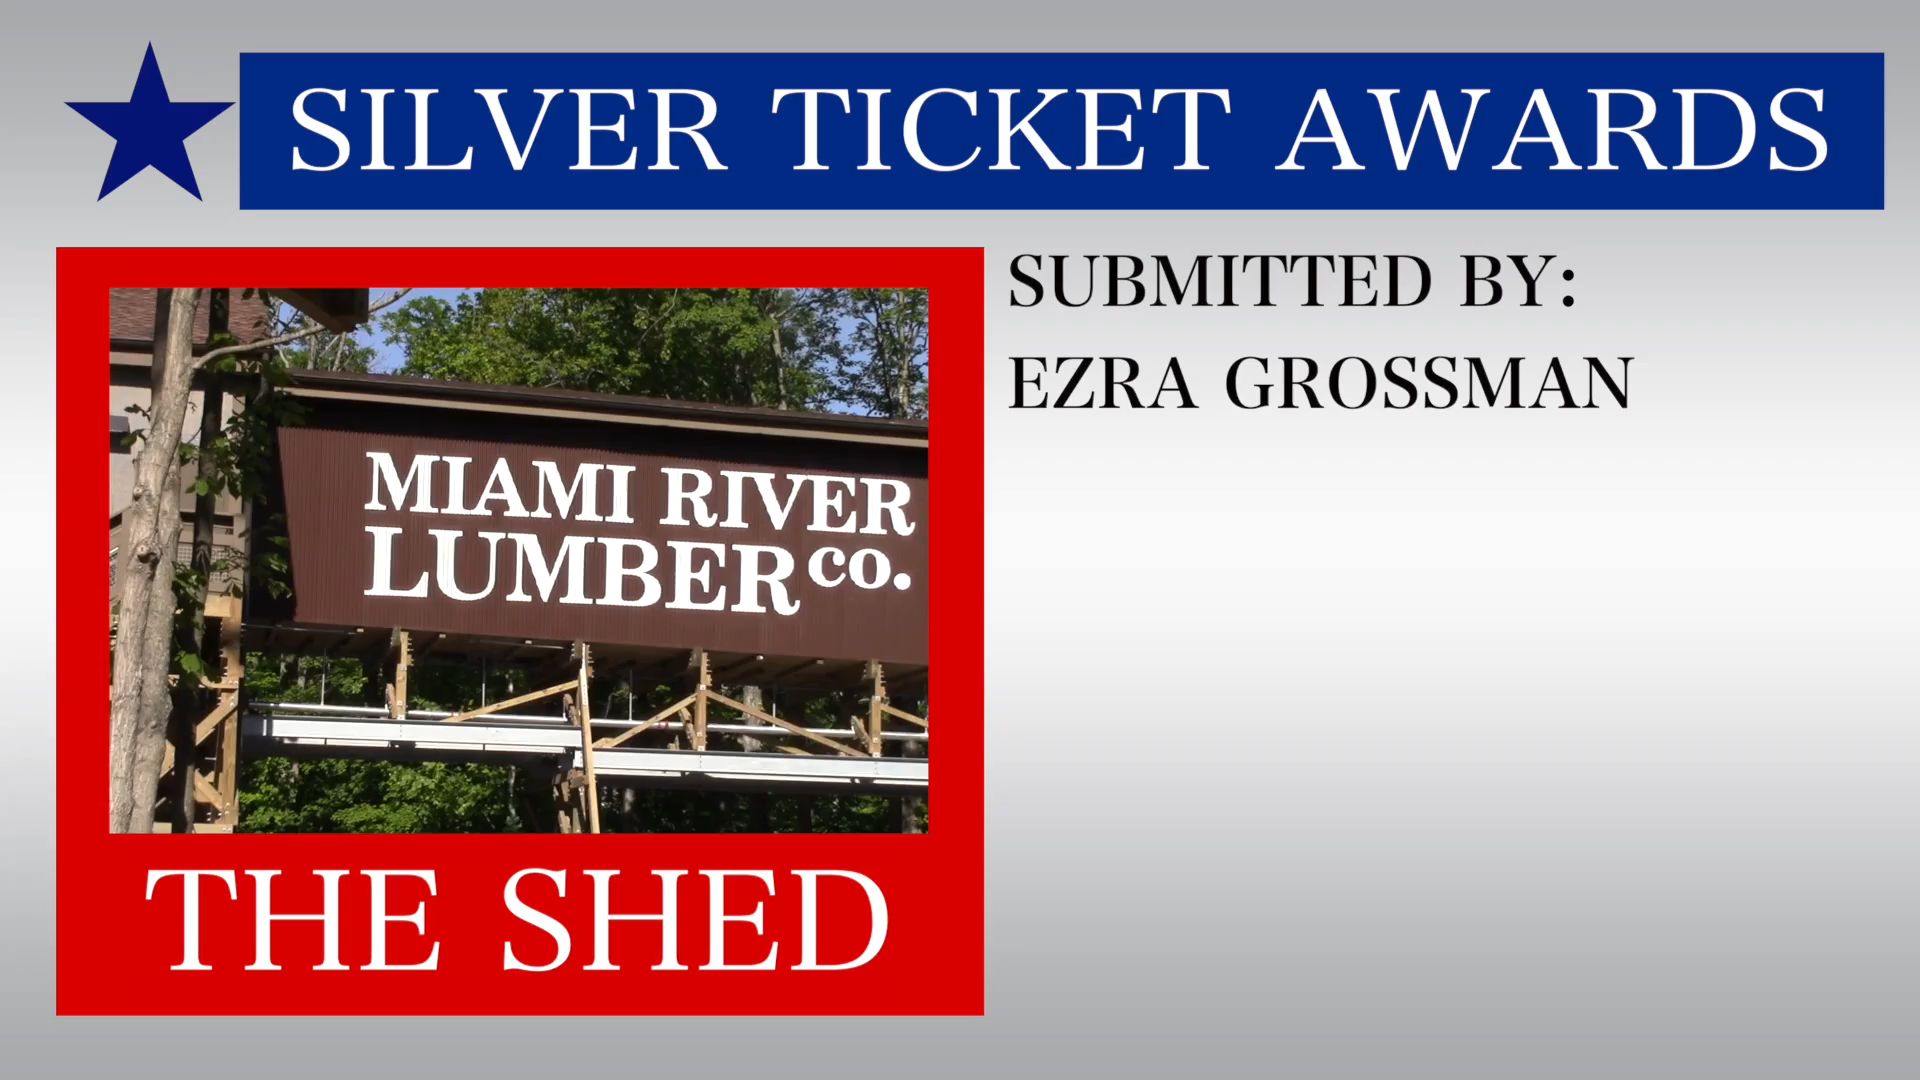 SILVER TICKET AWARDS
SUBMITTED BY:
EZRA GROSSMAN
MIAMI RIVER
LUMBER CO.
THE SHED